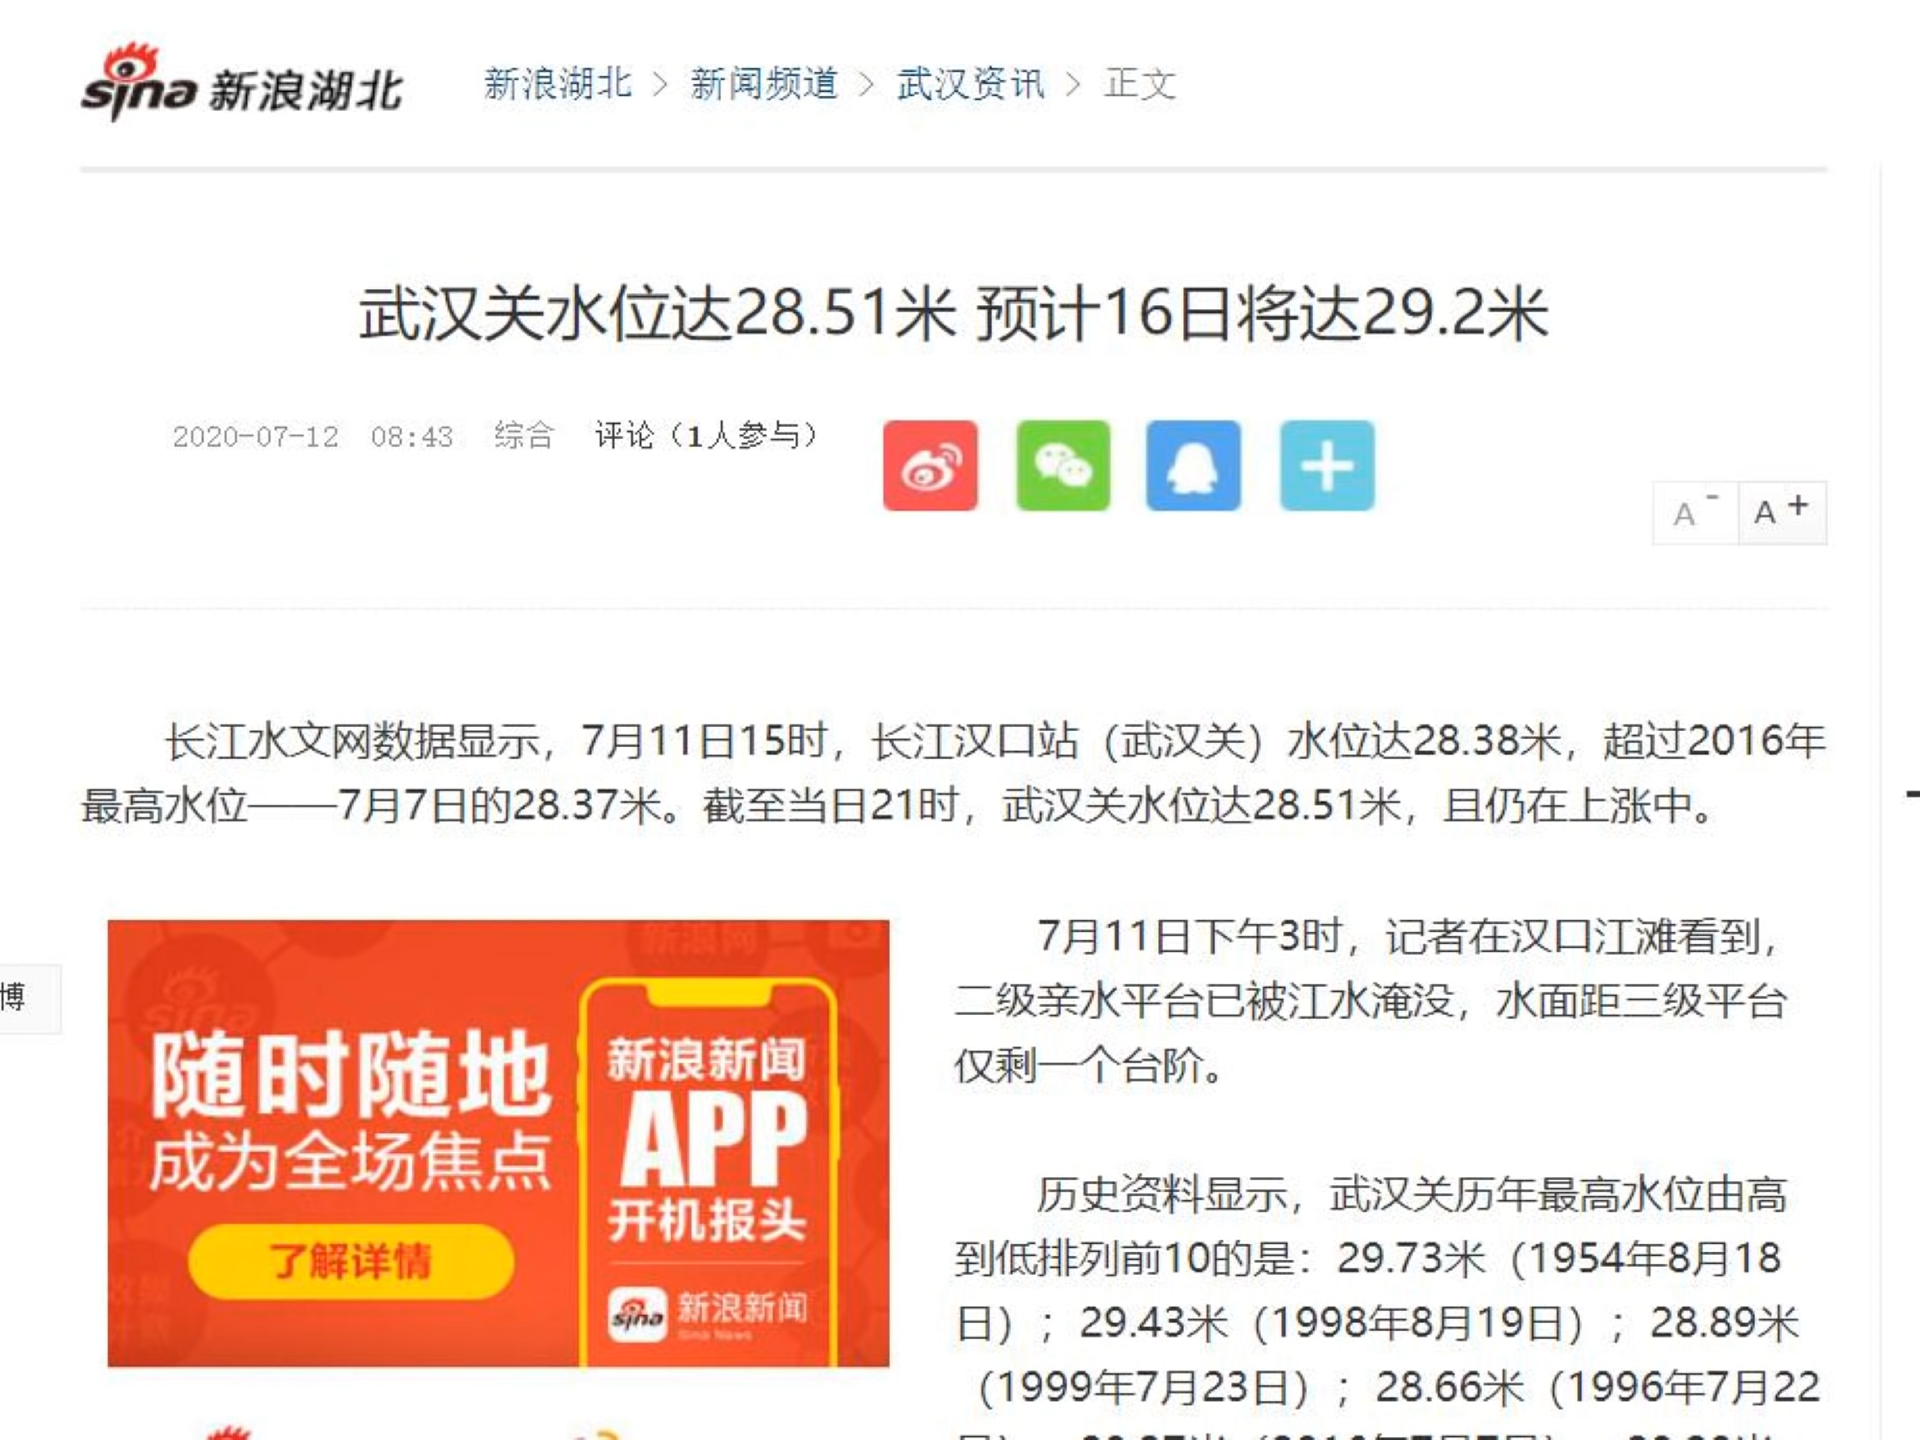 sina 新浪湖北
新浪湖北 > 新闻频道 > 武汉资讯 > 正文
武汉关水位达28.51米 预计16日将达29.2米
2020-07-12 08:43 综合 评论（1人参与）
A- A+
长江水文网数据显示，7月11日15时，长江汉口站（武汉关）水位达28.38米，超过2016年
最高水位——7月7日的28.37米。截至当日21时，武汉关水位达28.51米，且仍在上涨中。
博
随时随地
成为全场焦点
了解详情
新浪新闻
APP
开机报头
sina 新浪新闻
Sina News
7月11日下午3时，记者在汉口江滩看到，
二级亲水平台已被江水淹没，水面距三级平台
仅剩一个台阶。
历史资料显示，武汉关历年最高水位由高
到低排列前10的是：29.73米（1954年8月18
日）；29.43米（1998年8月19日）；28.89米
（1999年7月23日）；28.66米（1996年7月22